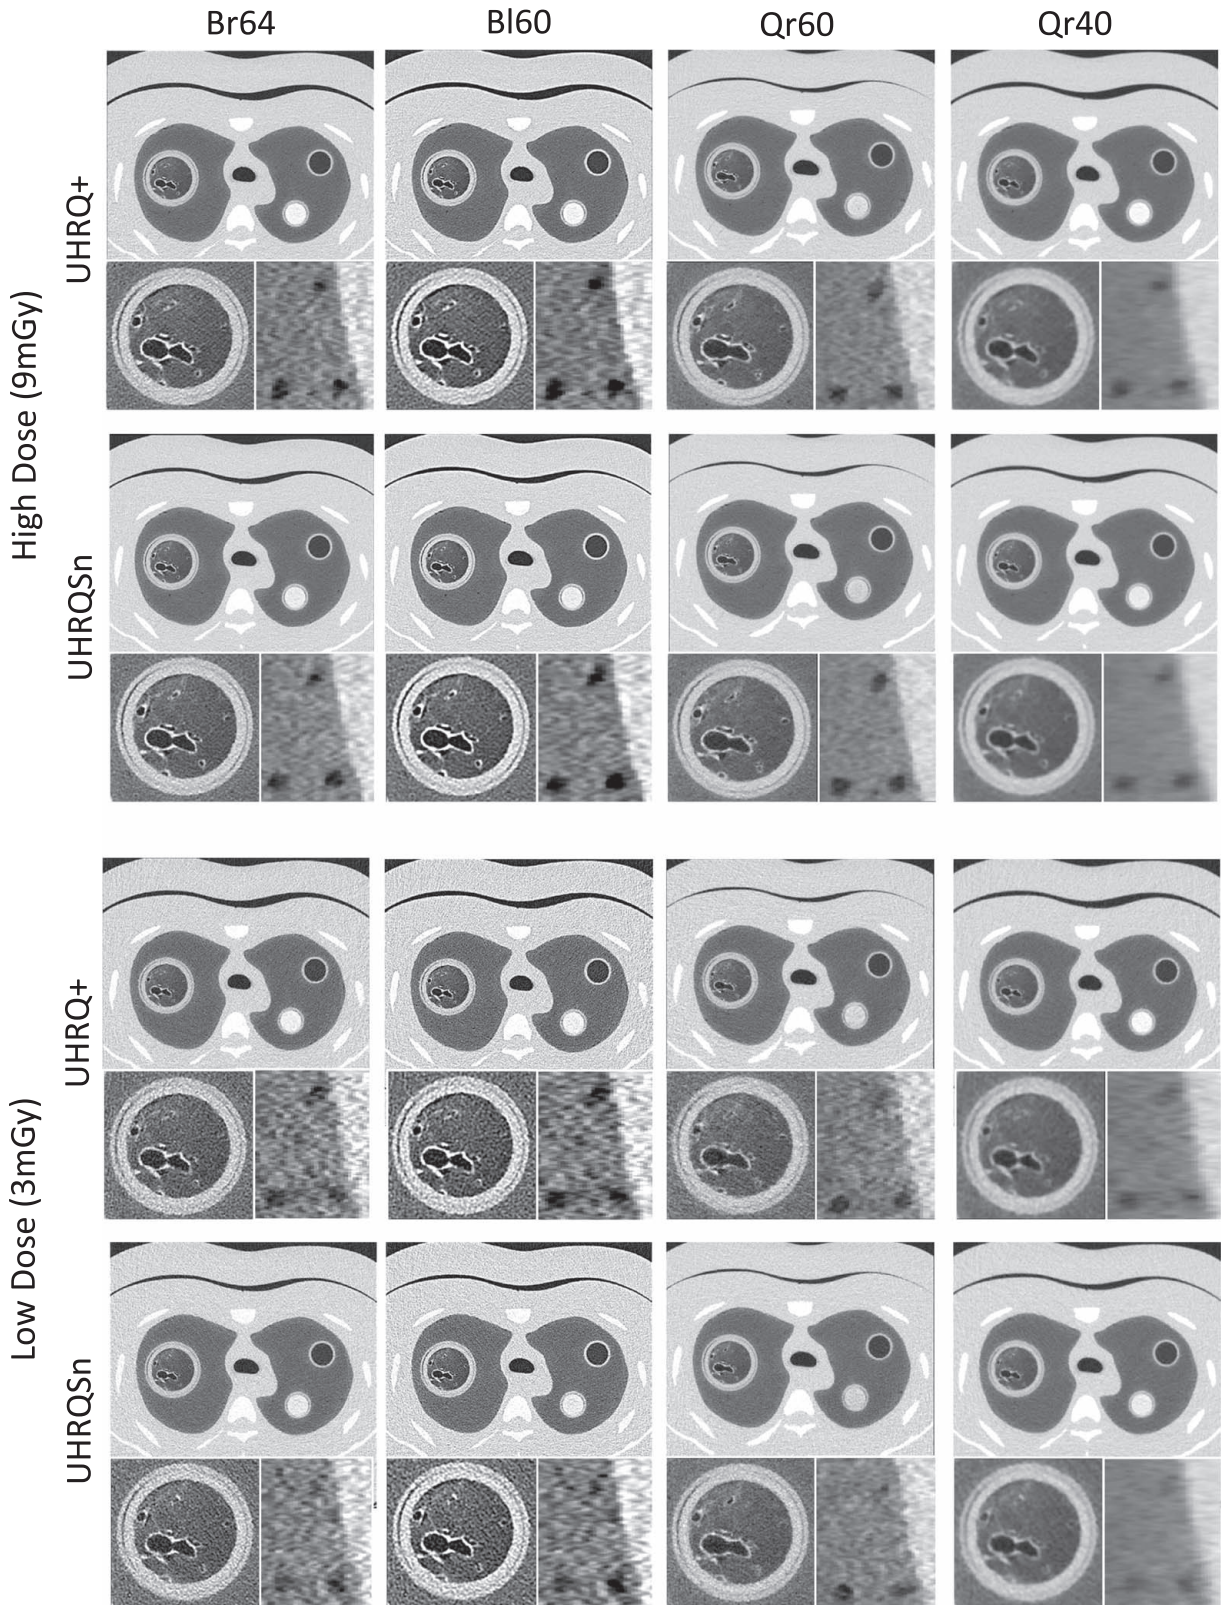 Br64 Bl60 Qr60 Qr40
High Dose (9mGy)
UHRQ+
UHRQSn
Low Dose (3mGy)
UHRQ+
UHRQSn